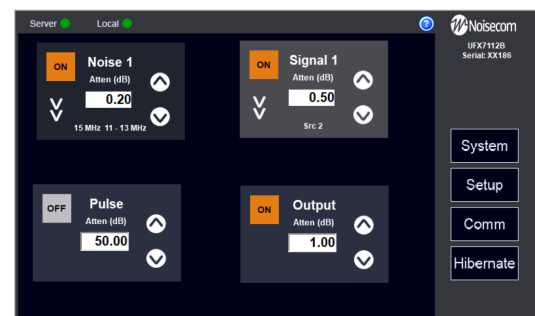 Server
Local
?
Noisecom
UFX7112B
Serial: XX186
ON
Noise 1
Atten (dB)
0.20
15 MHz 11 - 13 MHz
ON
Signal 1
Atten (dB)
0.50
Src 2
OFF
Pulse
Atten (dB)
50.00
ON
Output
Atten (dB)
1.00
System
Setup
Comm
Hibernate